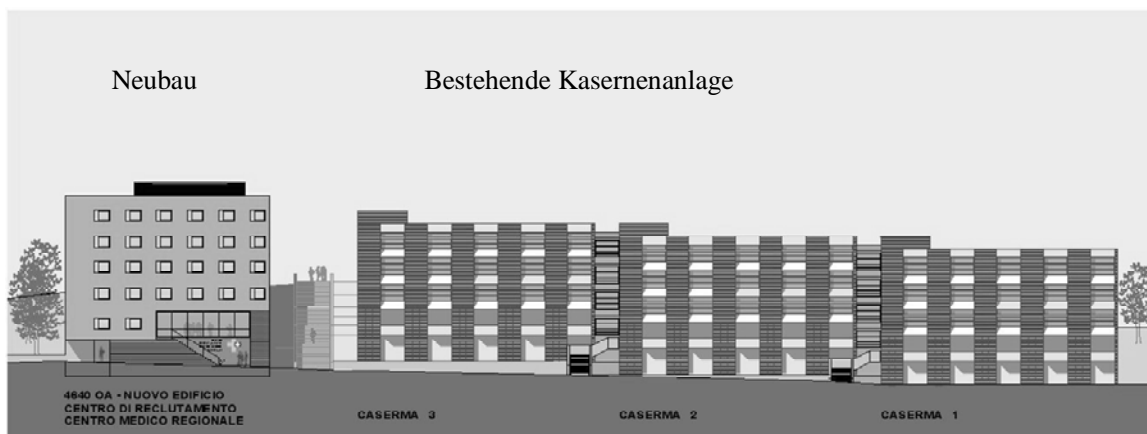 Neubau
Bestehende Kasernenanlage
4640 OA - NUOVO EDIFICIO
CENTRO DI RECLUTAMENTO
CENTRO MEDICO REGIONALE
CASERMA 3
CASERMA 2
CASERMA 1